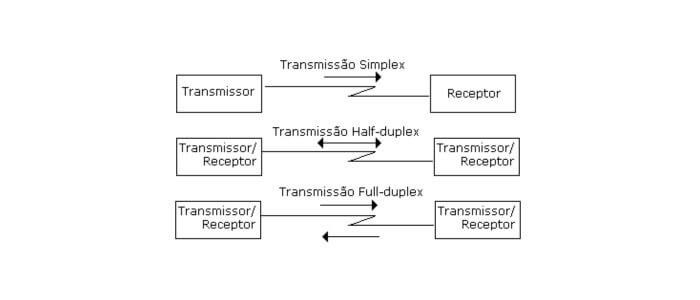 Transmissão Simplex
Transmissor
Receptor
Transmissão Half-duplex
Transmissor/
Receptor
Transmissor/
Receptor
Transmissão Full-duplex
Transmissor/
Receptor
Transmissor/
Receptor